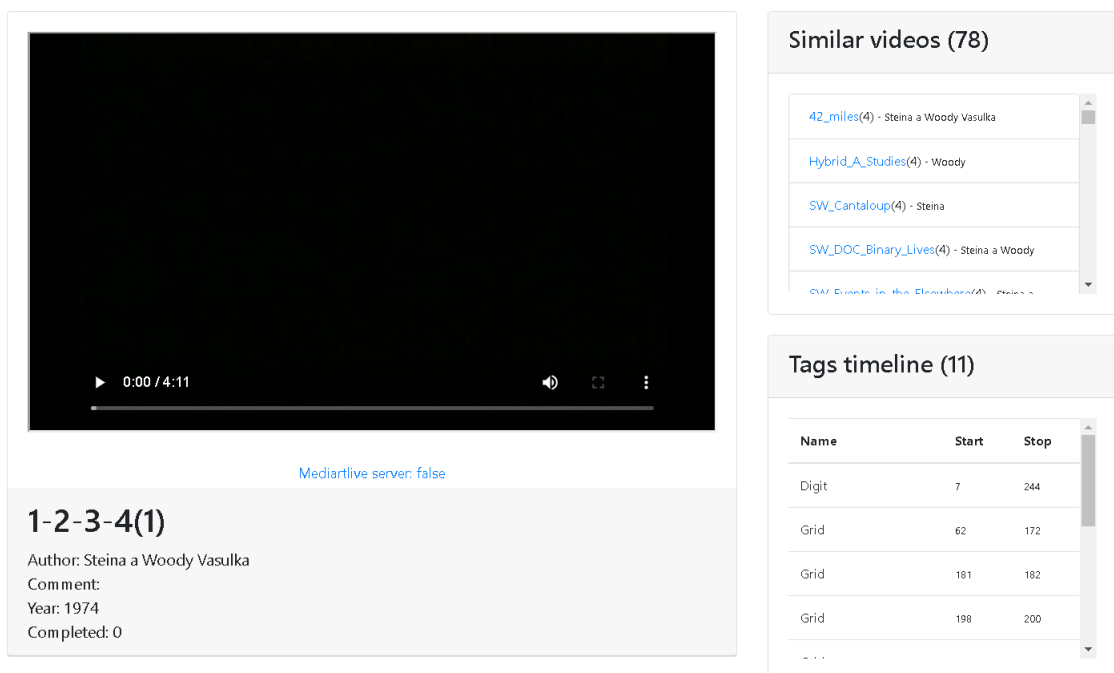 0:00 / 4:11
Mediartlive server: false
1-2-3-4(1)
Author: Steina a Woody Vasulka
Comment:
Year: 1974
Completed: 0
Similar videos (78)
42_miles(4) - Steina a Woody Vasulka
Hybrid_A_Studies(4) - Woody
SW_Cantaloup(4) - Steina
SW_DOC_Binary_Lives(4) - Steina a Woody
SW_Events_in_the_Elsewhere(4) - Steina a
Tags timeline (11)
Name Start Stop
Digit 7 244
Grid 62 172
Grid 181 182
Grid 198 200